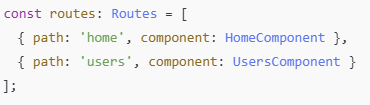 const routes: Routes = [
  { path: 'home', component: HomeComponent },
  { path: 'users', component: UsersComponent }
];